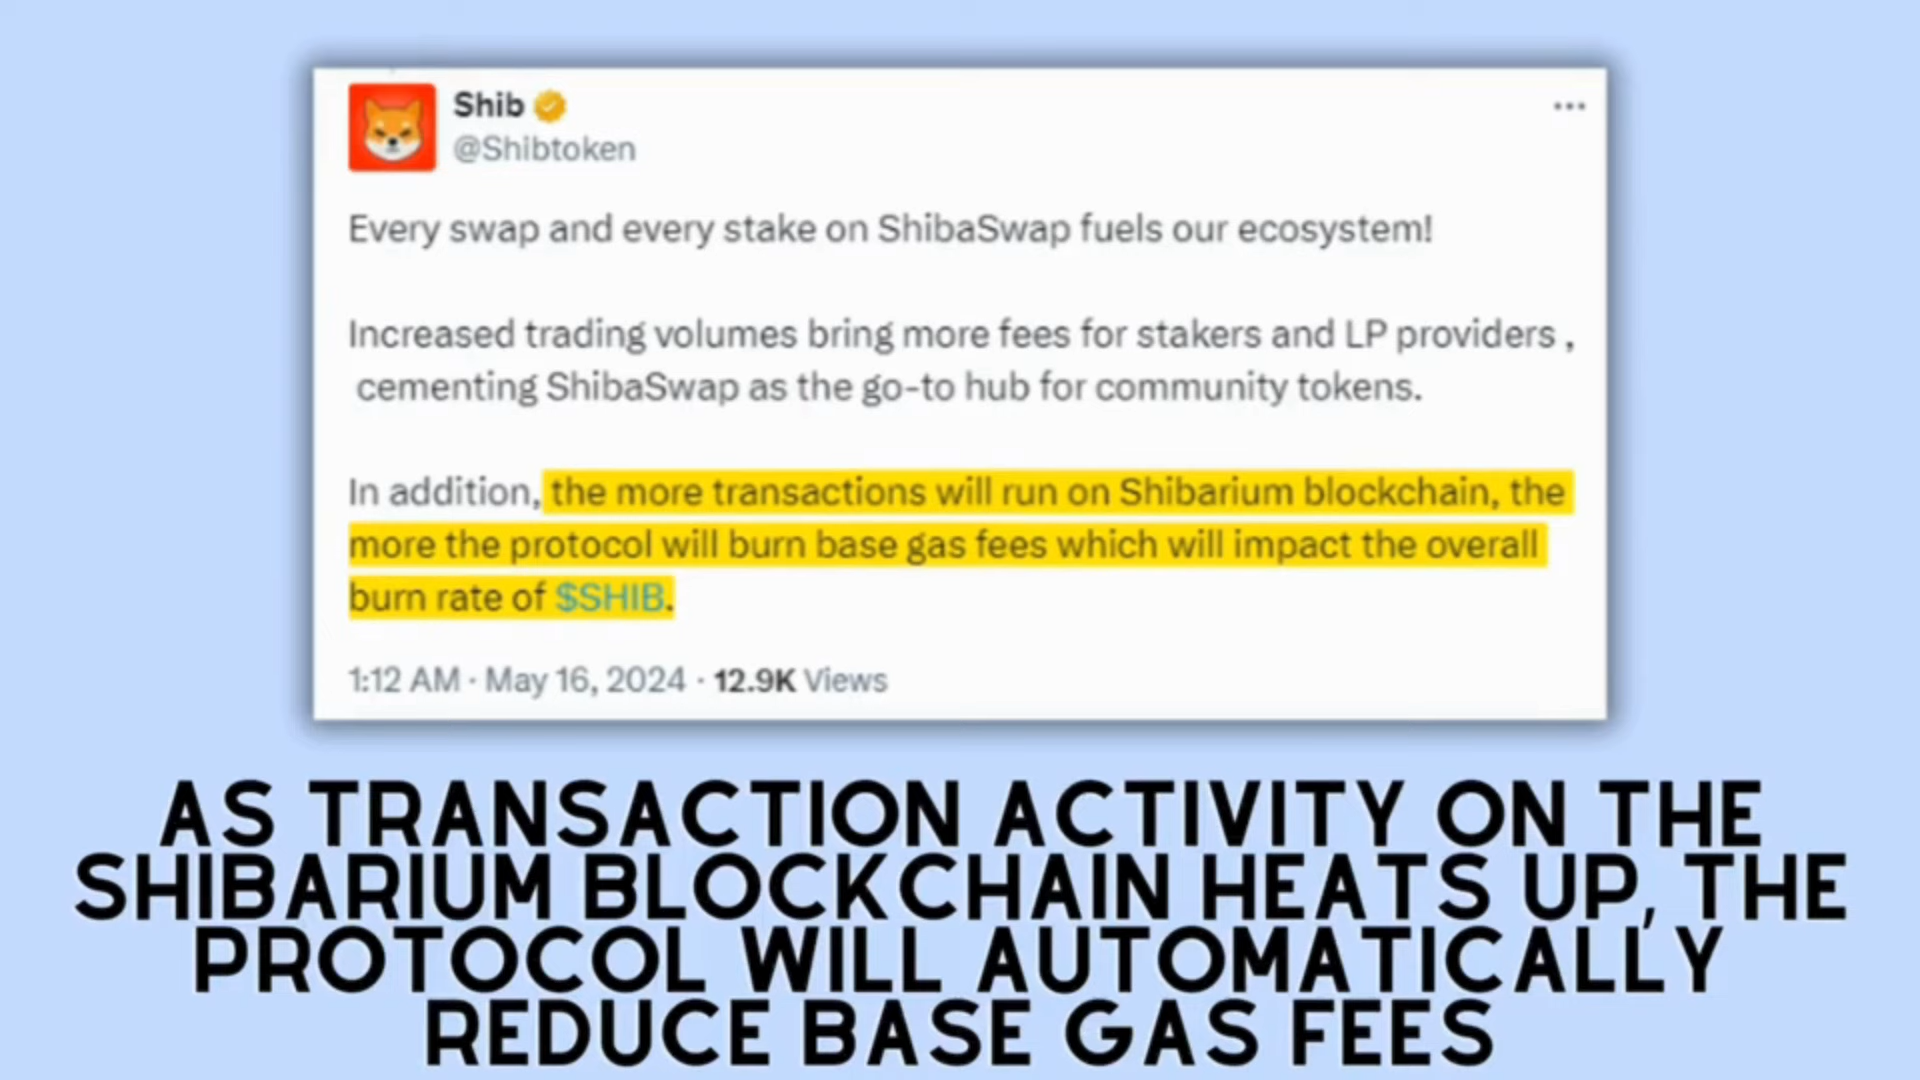 Shib
@Shibtoken
Every swap and every stake on ShibaSwap fuels our ecosystem!
Increased trading volumes bring more fees for stakers and LP providers ,
cementing ShibaSwap as the go-to hub for community tokens.
In addition, the more transactions will run on Shibarium blockchain, the
more the protocol will burn base gas fees which will impact the overall
burn rate of $SHIB.
1:12 AM · May 16, 2024 · 12.9K Views
AS TRANSACTION ACTIVITY ON THE
SHIBARIUM BLOCKCHAIN HEATS UP, THE
PROTOCOL WILL AUTOMATICALLY
REDUCE BASE GAS FEES